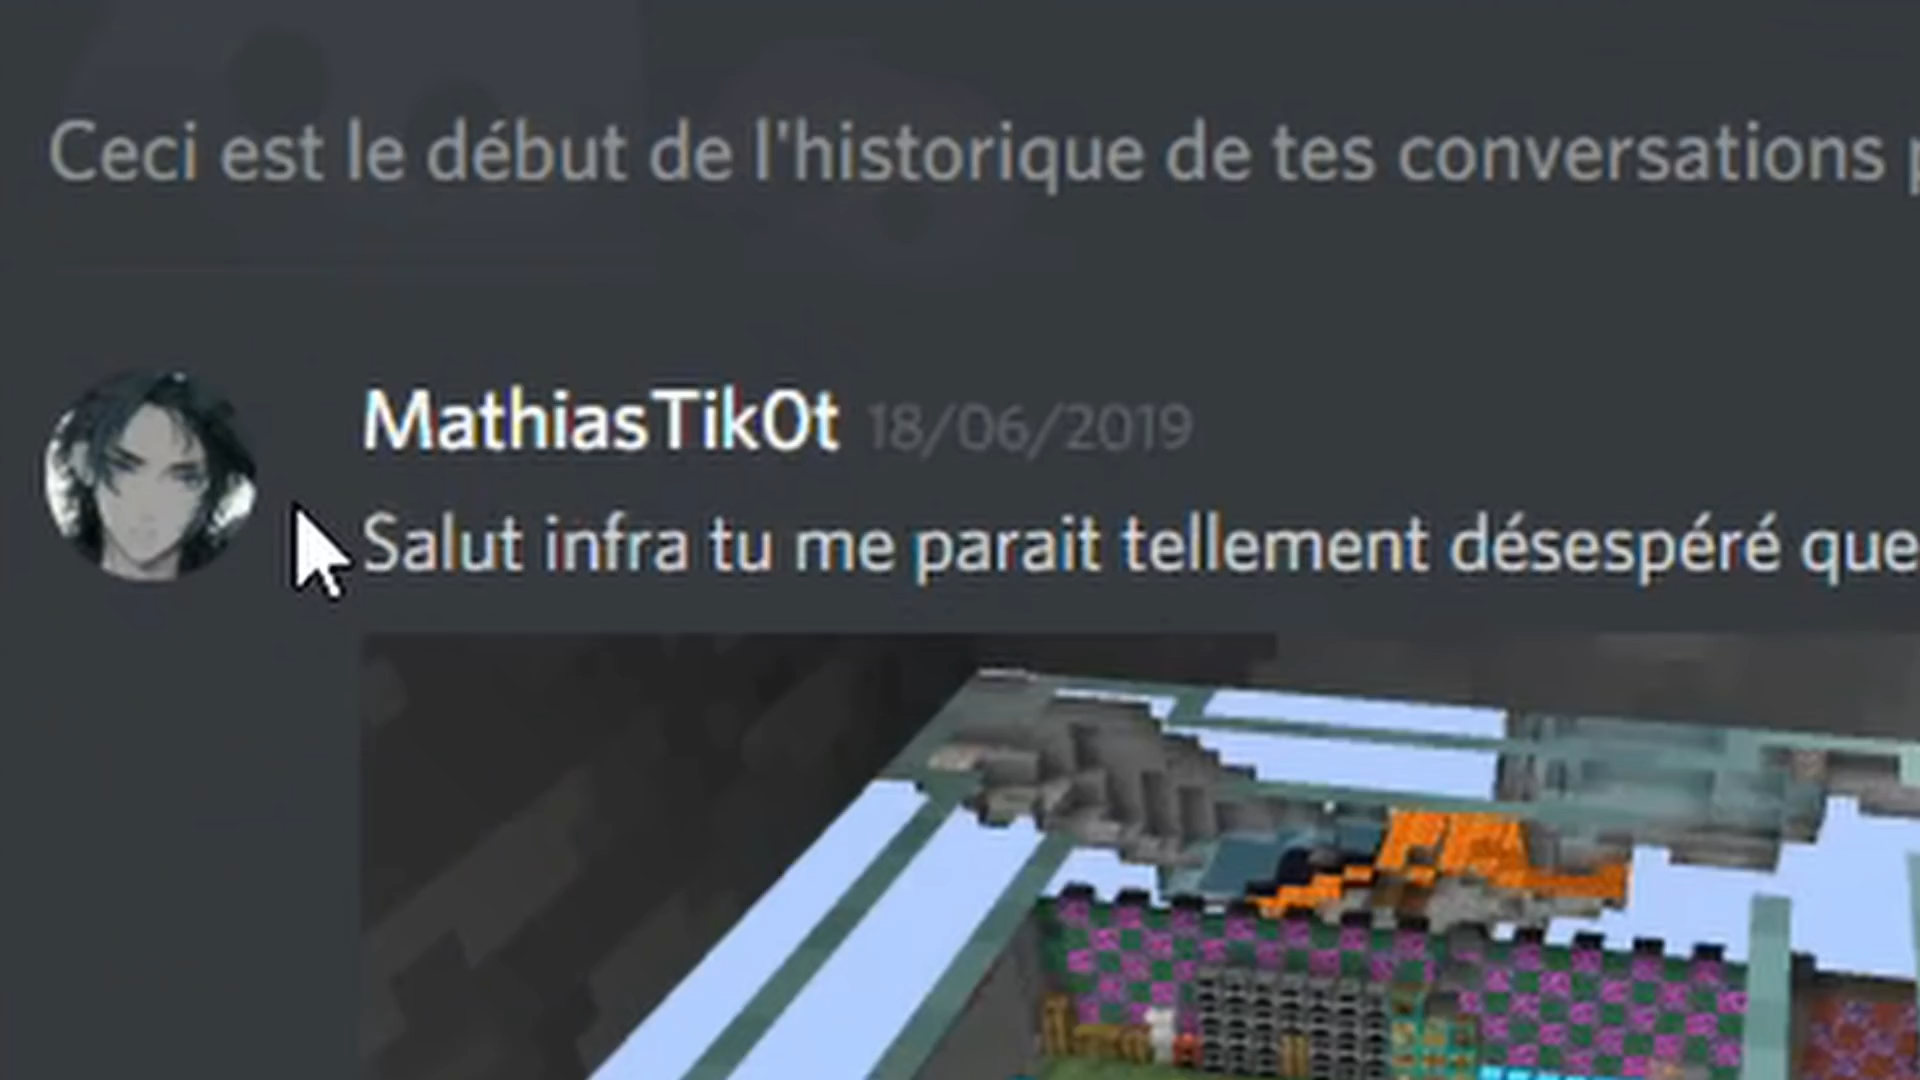 Ceci est le début de l'historique de tes conversations
MathiasTik0t 18/06/2019
Salut infra tu me parait tellement désespéré que